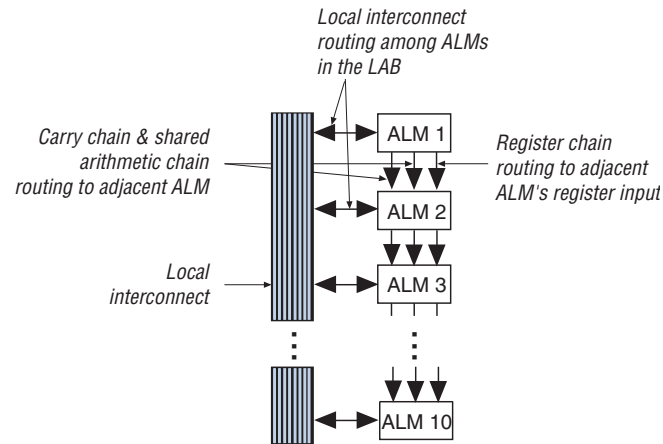 Local interconnect
routing among ALMs
in the LAB
ALM 1
Carry chain & shared
arithmetic chain
routing to adjacent ALM
Register chain
routing to adjacent
ALM's register input
ALM 2
Local
interconnect
ALM 3
ALM 10